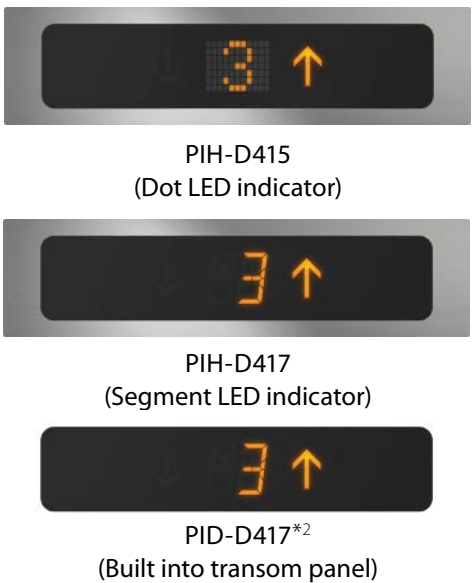 3 ↑
PIH-D415
(Dot LED indicator)
3 ↑
PIH-D417
(Segment LED indicator)
3 ↑
PID-D417*2
(Built into transom panel)